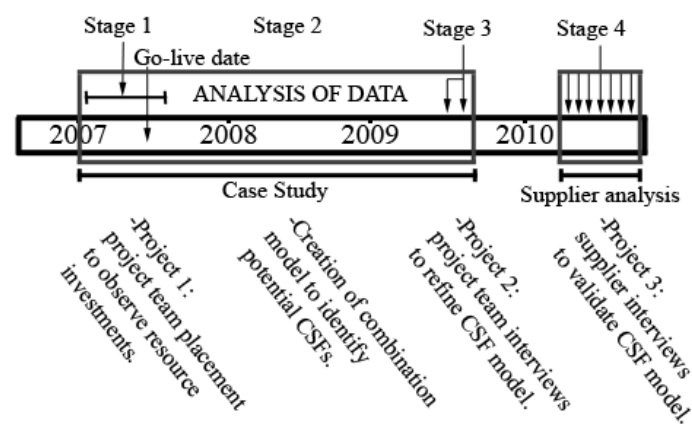 Stage 1
Stage 2
Stage 3
Stage 4
Go-live date
ANALYSIS OF DATA
2007
2008
2009
2010
Case Study
Supplier analysis
-Project 1:
project team placement
to observe resource
investments.
-Creation of combination
model to identify
potential CSFs.
-Project 2:
project team interviews
to refine CSF model.
-Project 3:
supplier interviews
to validate CSF model.